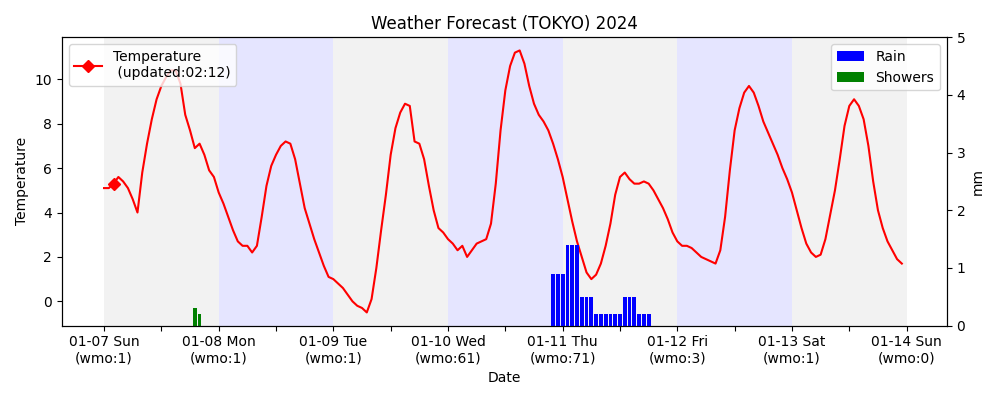 Weather Forecast (TOKYO) 2024
Temperature
(updated:02:12)
Rain
Showers
Temperature
10
8
6
4
2
0
5
4
3
2
1
0
mm
01-07 Sun
(wmo:1)
01-08 Mon
(wmo:1)
01-09 Tue
(wmo:1)
01-10 Wed
(wmo:61)
01-11 Thu
(wmo:71)
01-12 Fri
(wmo:3)
01-13 Sat
(wmo:1)
01-14 Sun
(wmo:0)
Date